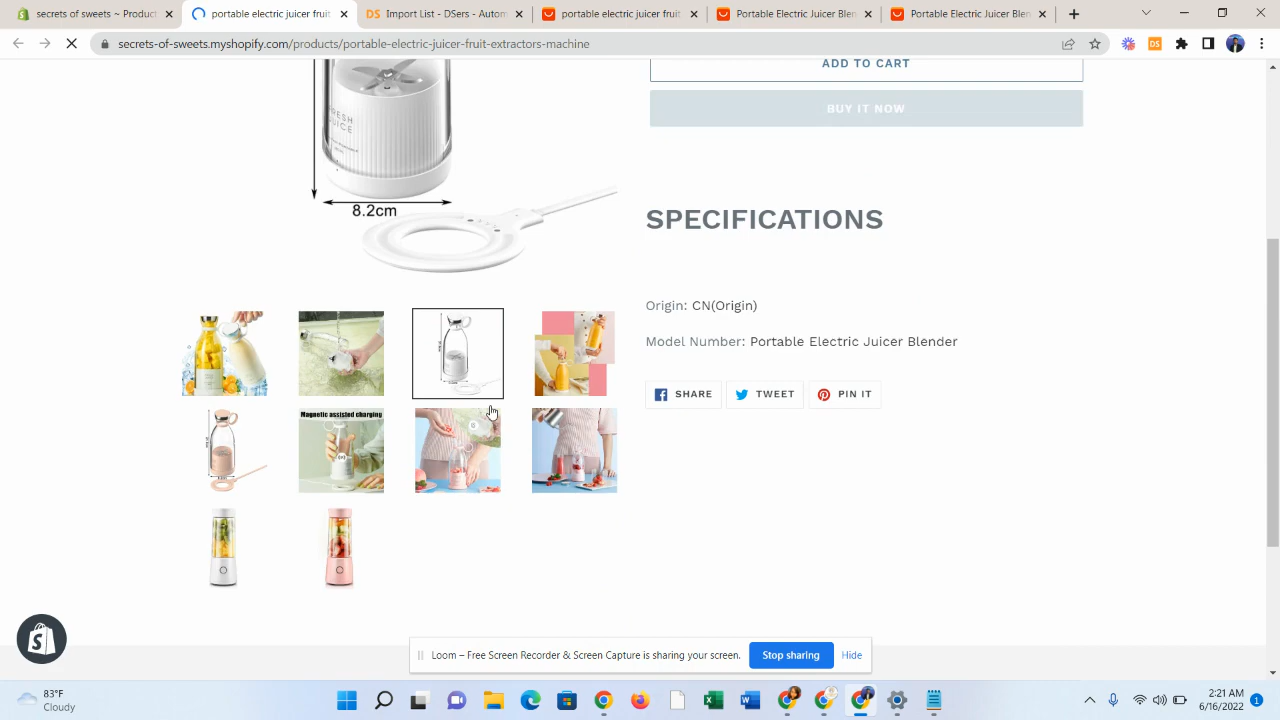 secrets-of-sweets - Products
portable electric juicer fruit
Import List - DSers - Autom
portable electric juicer fruit
Portable Electric Juicer Blen
Portable Electric Juicer Blen
secrets-of-sweets.myshopify.com/products/portable-electric-juicer-fruit-extractors-machine
ADD TO CART
BUY IT NOW
FRESH
JUICE
8.2cm
SPECIFICATIONS
Origin: CN(Origin)
Model Number: Portable Electric Juicer Blender
SHARE TWEET PIN IT
Magnetic assisted charging
Loom – Free Screen Recorder & Screen Capture is sharing your screen. Stop sharing Hide
83°F
Cloudy
2:21 AM
6/16/2022
1